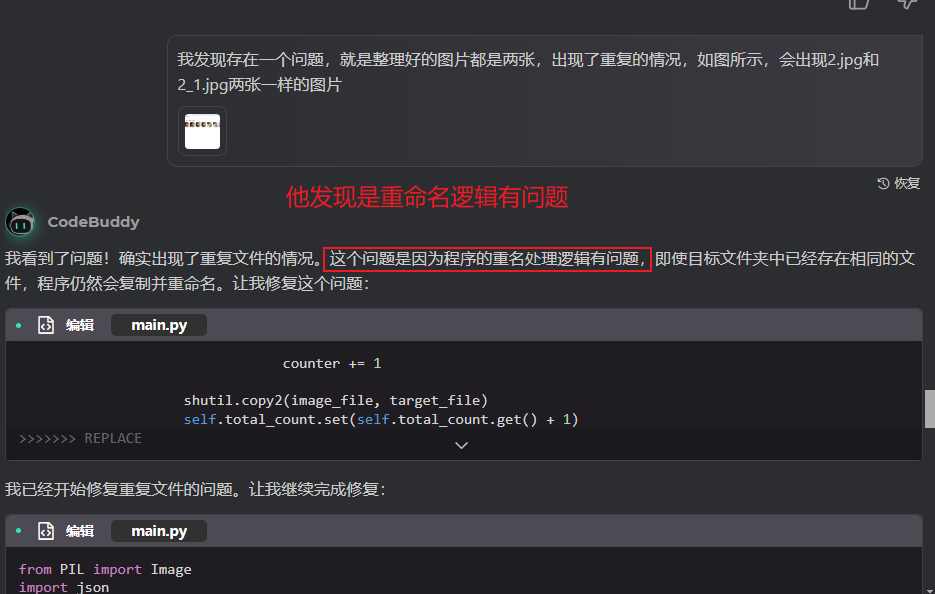 我发现存在一个问题，就是整理好的图片都是两张，出现了重复的情况，如图所示，会出现2.jpg和
2_1.jpg两张一样的图片
恢复
他发现是重命名逻辑有问题
CodeBuddy
我看到了问题！确实出现了重复文件的情况。这个问题是因为程序的重名处理逻辑有问题，即使目标文件夹中已经存在相同的文
件，程序仍然会复制并重命名。让我修复这个问题：
编辑 main.py
counter += 1
shutil.copy2(image_file, target_file)
self.total_count.set(self.total_count.get() + 1)
>>>>>>> REPLACE
我已经开始修复重复文件的问题。让我继续完成修复：
编辑 main.py
from PIL import Image
import json